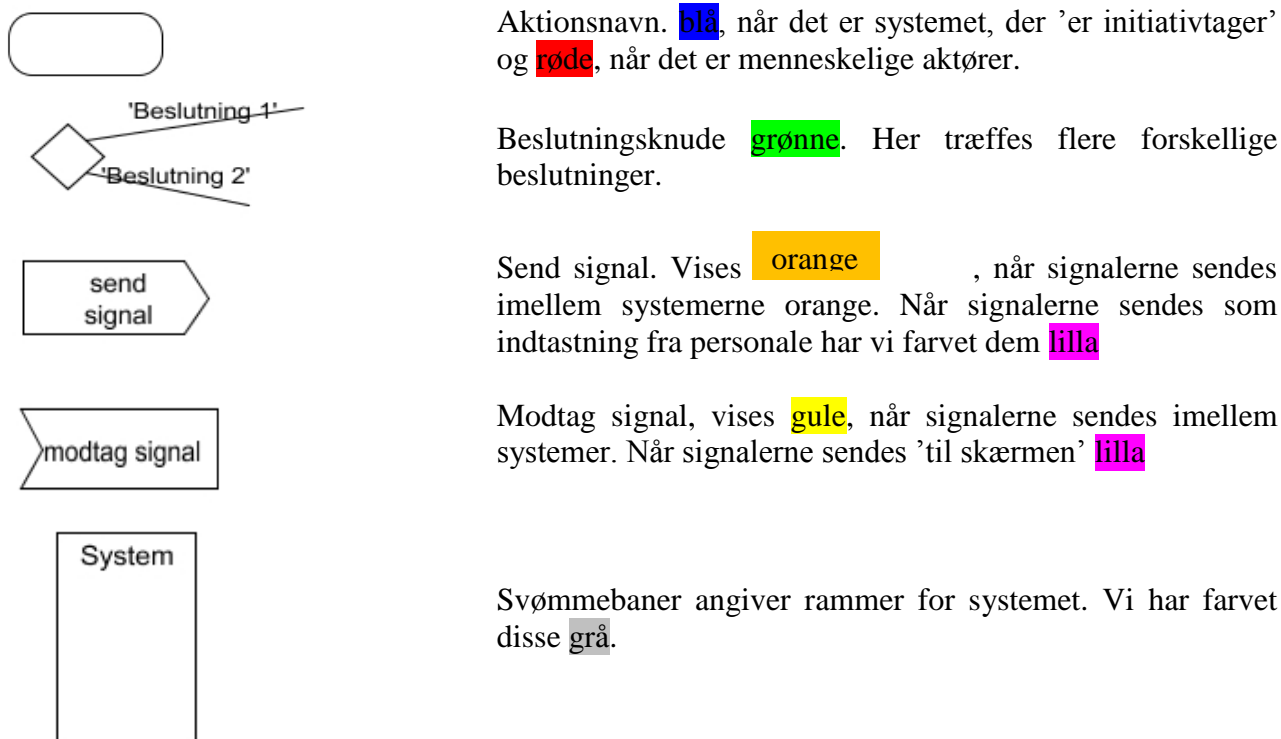 Aktionsnavn. blå, når det er systemet, der ’er initiativtager’
og røde, når det er menneskelige aktører.
'Beslutning 1'
'Beslutning 2'
Beslutningsknude grønne. Her træffes flere forskellige
beslutninger.
send
signal
Send signal. Vises orange , når signalerne sendes
imellem systemerne orange. Når signalerne sendes som
indtastning fra personale har vi farvet dem lilla
modtag signal
Modtag signal, vises gule, når signalerne sendes imellem
systemer. Når signalerne sendes ’til skærmen’ lilla
System
Svømmebaner angiver rammer for systemet. Vi har farvet
disse grå.